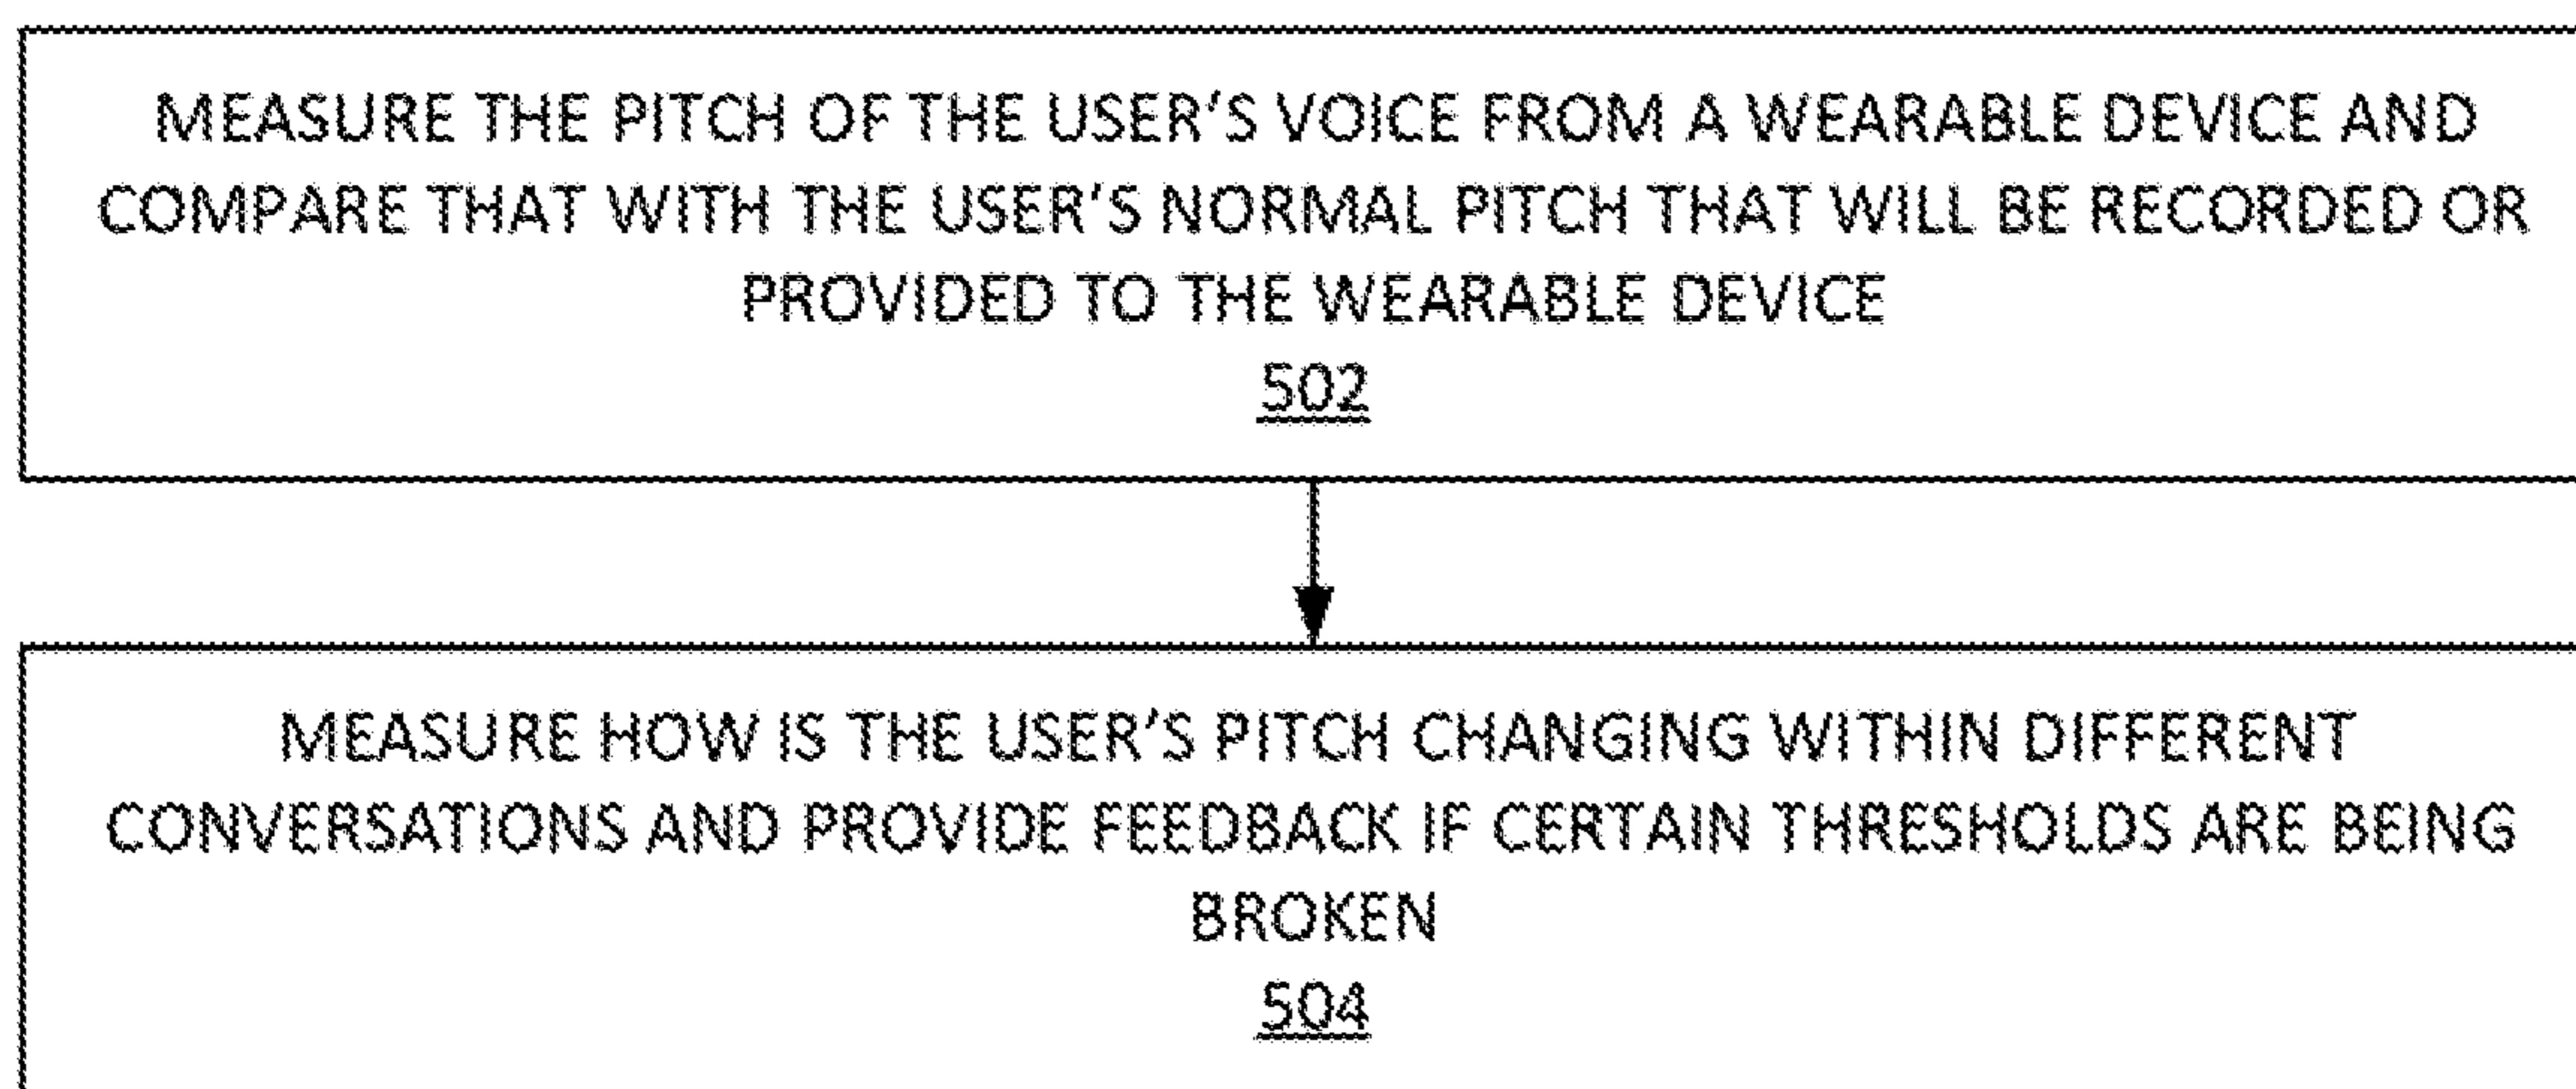 MEASURE THE PITCH OF THE USER'S VOICE FROM A WEARABLE DEVICE AND
COMPARE THAT WITH THE USER'S NORMAL PITCH THAT WILL BE RECORDED OR
PROVIDED TO THE WEARABLE DEVICE
502
MEASURE HOW IS THE USER'S PITCH CHANGING WITHIN DIFFERENT
CONVERSATIONS AND PROVIDE FEEDBACK IF CERTAIN THRESHOLDS ARE BEING
BROKEN
504